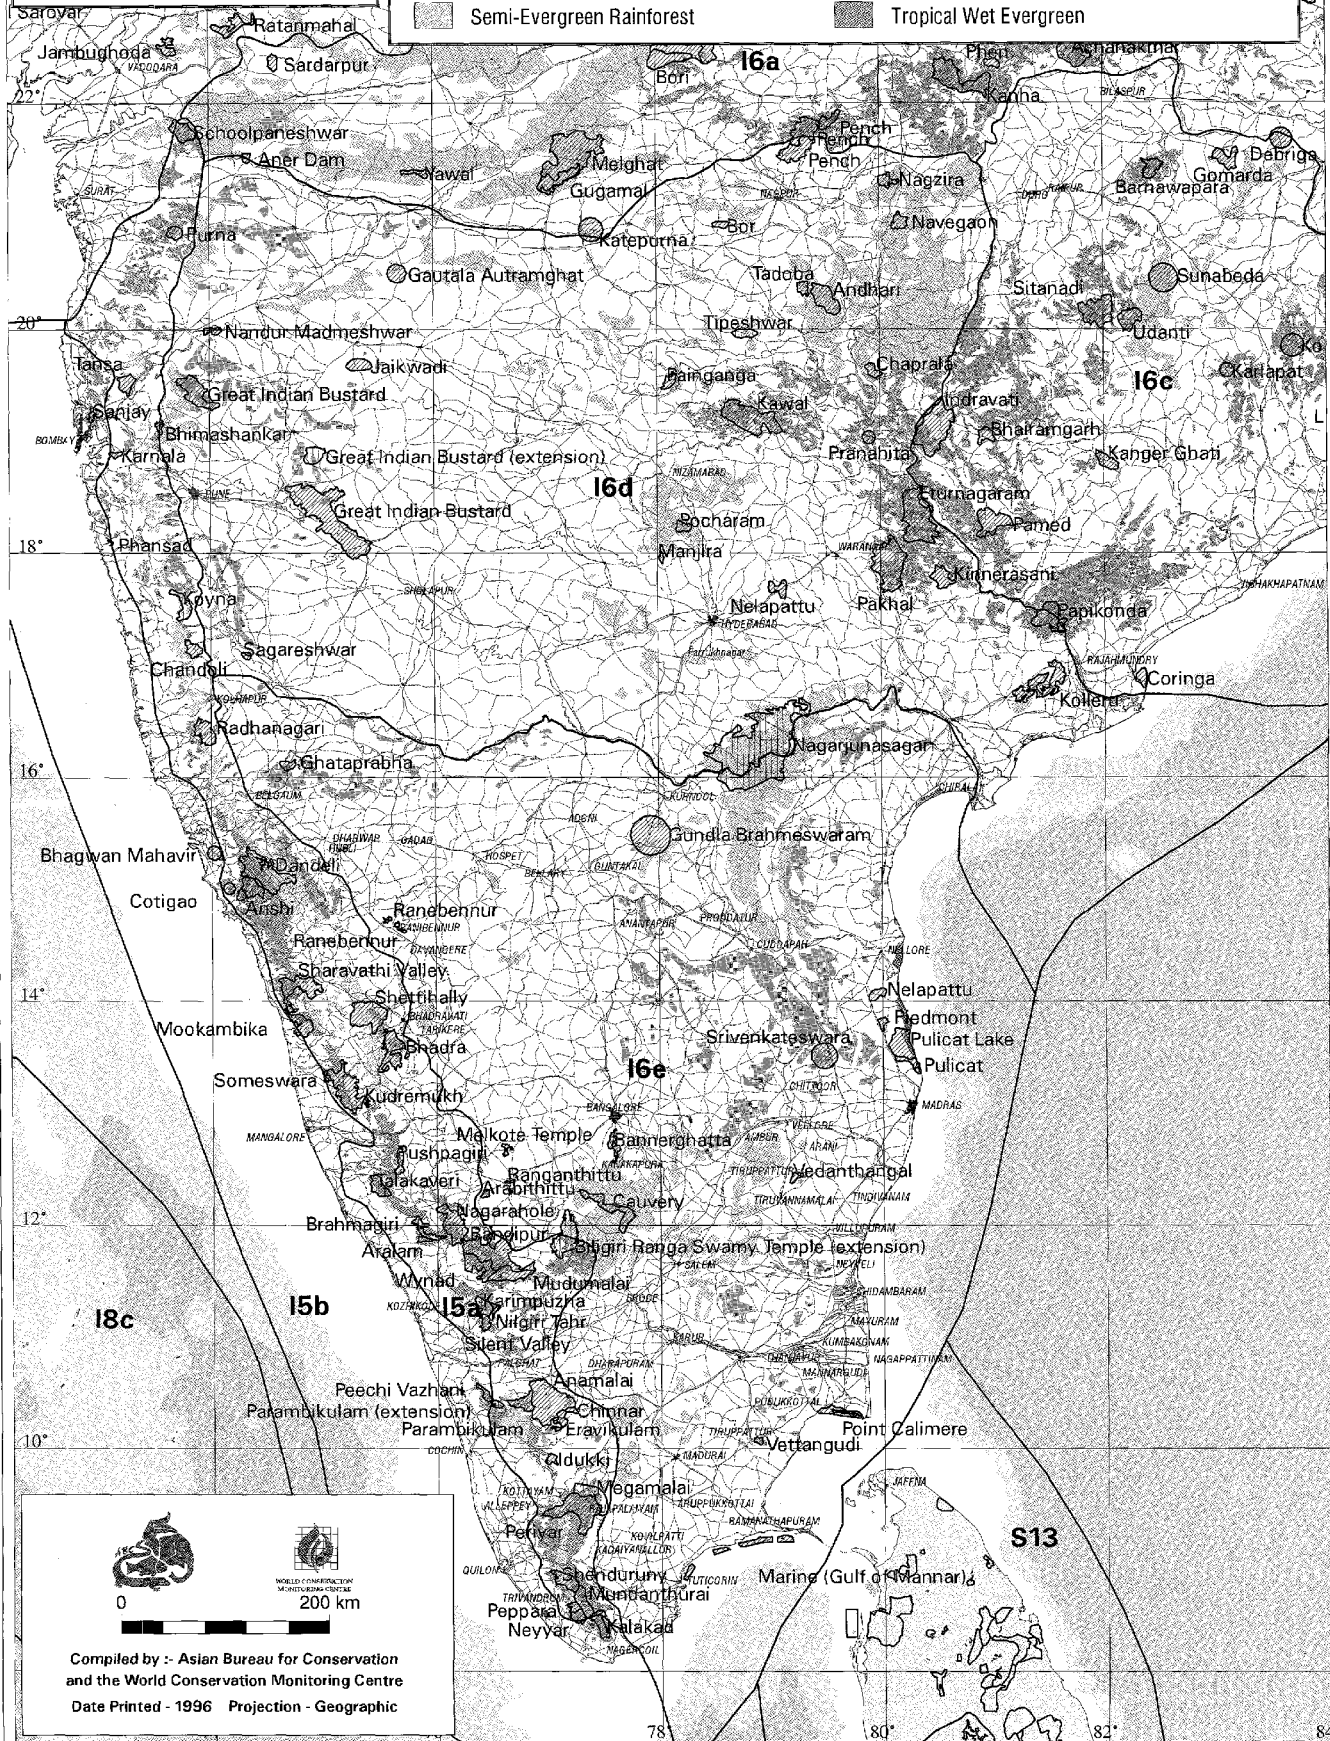 Sarovar
Ratanmahal
Semi-Evergreen Rainforest
Tropical Wet Evergreen
Jambughoda
VADODARA
Sardarpur
Bori
I6a
Phen
Achanakmar
22°
Kanha
BILASPUR
Schoolpaneshwar
Pench
Pench
Pench
Debriga
Aner Dam
Yawal
Melghat
Gomarda
Nagzira
Barnawapara
SURAT
Gugamal
NAGPUR
DURG
RAIPUR
Purna
Katepurna
Bor
Navegaon
Gautala Autramghat
Tadoba
Andhari
Sitanadi
Sunabeda
Nandur Madmeshwar
20°
Tipeshwar
Udanti
Ko
Tansa
Jaikwadi
Painganga
Chaprala
I6c
Karlapat
Great Indian Bustard
Kawal
Indravati
Sanjay
BOMBAY
Bhimashankar
Bhairamgarh
L
Karnala
Great Indian Bustard (extension)
Pranahita
Kanger Ghati
NIZAMABAD
I6d
PUNE
Great Indian Bustard
Eturnagaram
Pocharam
Pamed
Phansad
18°
Manjira
WARANGAL
Kinnerasani
VISHAKHAPATNAM
Koyna
SHOLAPUR
Nelapattu
Pakhal
Papikonda
HYDERABAD
Sagareshwar
Farrukhnagar
Chandoli
RAJAHMUNDRY
Coringa
KOLHAPUR
Kolleru
Radhanagari
Nagarjunasagar
Ghataprabha
16°
BELGAUM
KURNOOL
CHIRALA
ADONI
DHARWAR
HUBLI
GADAG
Gundla Brahmeswaram
Bhagwan Mahavir
HOSPET
Dandeli
BELLARY
GUNTAKAL
Cotigao
Anshi
Ranebennur
RANIBENNUR
ANANTAPUR
PRODDATUR
Ranebennur
DAVANGERE
CUDDAPAH
NELLORE
Sharavathi Valley
14°
Shettihally
Nelapattu
BHADRAVATI
TARIKERE
Piedmont
Mookambika
Srivenkateswara
Pulicat Lake
Bhadra
I6e
Pulicat
Someswara
Kudremukh
CHITTOOR
BANGALORE
MADRAS
MANGALORE
Melkote Temple
VELLORE
Bannerghatta
AMBUR
ARANI
Pushpagiri
KANAKAPURA
Talakaveri
Ranganthittu
TIRUPPATTUR
Vedanthangal
Arabithittu
Cauvery
TIRUVANNAMALAI
TINDIVANAM
Nagarahole
12°
Brahmagiri
Bandipur
VILLUPURAM
Aralam
Biligiri Ranga Swamy Temple (extension)
SALEM
NEYVELI
Wynad
Mudumalai
CHIDAMBARAM
KOZHIKODE
Karimpuzha
ERODE
I8c
I5b
I5a
Nilgiri Tahr
MAYURAM
Silent Valley
KARUR
KUMBAKONAM
PALGHAT
DHARAPURAM
THANJAVUR
NAGAPPATTINAM
Anamalai
MANNARGUDI
Peechi Vazhani
PUDUKKOTTAI
Parambikulam (extension)
Chinnar
Parambikulam
Eravikulam
TIRUPPATTUR
Point Calimere
10°
COCHIN
Vettangudi
Idukki
MADURAI
JAFFNA
KOTTAYAM
Megamalai
ALLEPPEY
RAJAPALAIYAM
ARUPPUKKOTTAI
RAMANATHAPURAM
Periyar
KOVILPATTI
S13
KADAIYANALLUR
QUILON
Shenduruny
TUTICORIN
Marine (Gulf of Mannar)
TRIVANDRUM
Mundanthurai
Peppara
Neyyar
Kalakad
NAGERCOIL
ABC
WORLD CONSERVATION
MONITORING CENTRE
0
200 km
Compiled by :- Asian Bureau for Conservation
and the World Conservation Monitoring Centre
Date Printed - 1996 Projection - Geographic
78°
80°
82°
84